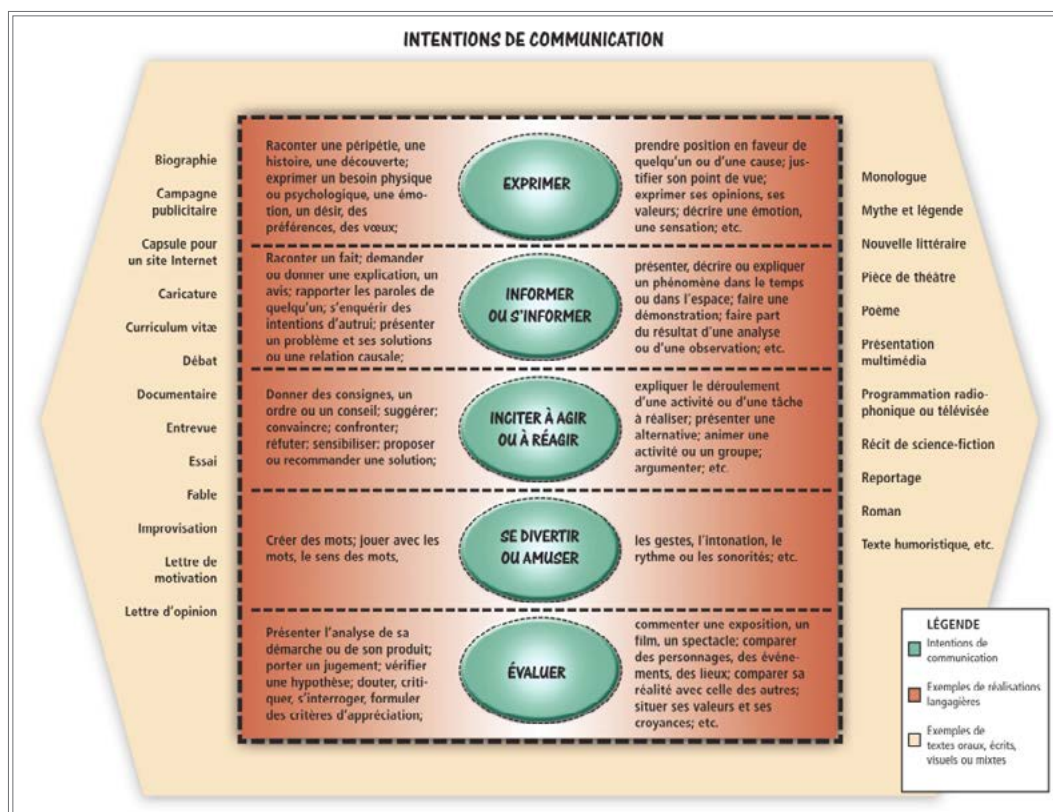 INTENTIONS DE COMMUNICATION
Biographie
Campagne
publicitaire
Capsule pour
un site Internet
Caricature
Curriculum vitæ
Débat
Documentaire
Entrevue
Essai
Fable
Improvisation
Lettre de
motivation
Lettre d'opinion
Raconter une péripétie, une
histoire, une découverte;
exprimer un besoin physique
ou psychologique, une émo-
tion, un désir, des
préférences, des vœux;
EXPRIMER
prendre position en faveur de
quelqu'un ou d'une cause; jus-
tifier son point de vue;
exprimer ses opinions, ses
valeurs; décrire une émotion,
une sensation; etc.
Raconter un fait; demander
ou donner une explication, un
avis; rapporter les paroles de
quelqu'un; s'enquérir des
intentions d'autrui; présenter
un problème et ses solutions
ou une relation causale;
INFORMER
OU S'INFORMER
présenter, décrire ou expliquer
un phénomène dans le temps
ou dans l'espace; faire une
démonstration; faire part
du résultat d'une analyse
ou d'une observation; etc.
Donner des consignes, un
ordre ou un conseil; suggérer;
convaincre; confronter;
réfuter; sensibiliser; proposer
ou recommander une solution;
INCITER À AGIR
OU À RÉAGIR
expliquer le déroulement
d'une activité ou d'une tâche
à réaliser; présenter une
alternative; animer une
activité ou un groupe;
argumenter; etc.
Créer des mots; jouer avec les
mots, le sens des mots,
SE DIVERTIR
OU AMUSER
les gestes, l'intonation, le
rythme ou les sonorités; etc.
Présenter l'analyse de sa
démarche ou de son produit;
porter un jugement; vérifier
une hypothèse; douter, criti-
quer, s'interroger, formuler
des critères d'appréciation;
ÉVALUER
commenter une exposition, un
film, un spectacle; comparer
des personnages, des événe-
ments, des lieux; comparer sa
réalité avec celle des autres;
situer ses valeurs et ses
croyances; etc.
Monologue
Mythe et légende
Nouvelle littéraire
Pièce de théâtre
Poème
Présentation
multimédia
Programmation radio-
phonique ou télévisée
Récit de science-fiction
Reportage
Roman
Texte humoristique, etc.
LÉGENDE
Intentions de
communication
Exemples de réalisations
langagières
Exemples de
textes oraux, écrits,
visuels ou mixtes